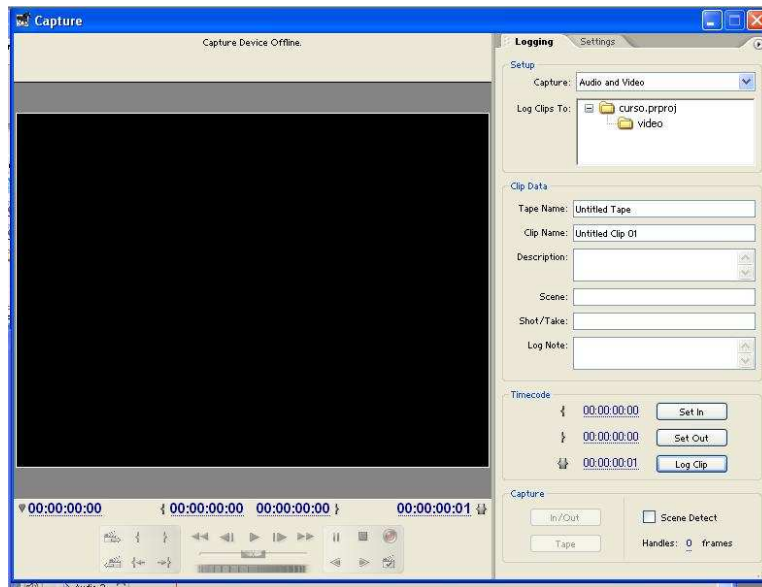 Capture
Capture Device Offline.
00:00:00:00
00:00:00:00
00:00:00:00
00:00:00:01
Logging
Settings
Setup
Capture: Audio and Video
Log Clips To:
curso.prproj
video
Clip Data
Tape Name: Untitled Tape
Clip Name: Untitled Clip 01
Description:
Scene:
Shot/Take:
Log Note:
Timecode
{ 00:00:00:00 Set In
} 00:00:00:00 Set Out
{} 00:00:00:01 Log Clip
Capture
In/Out
Scene Detect
Tape
Handles: 0 frames